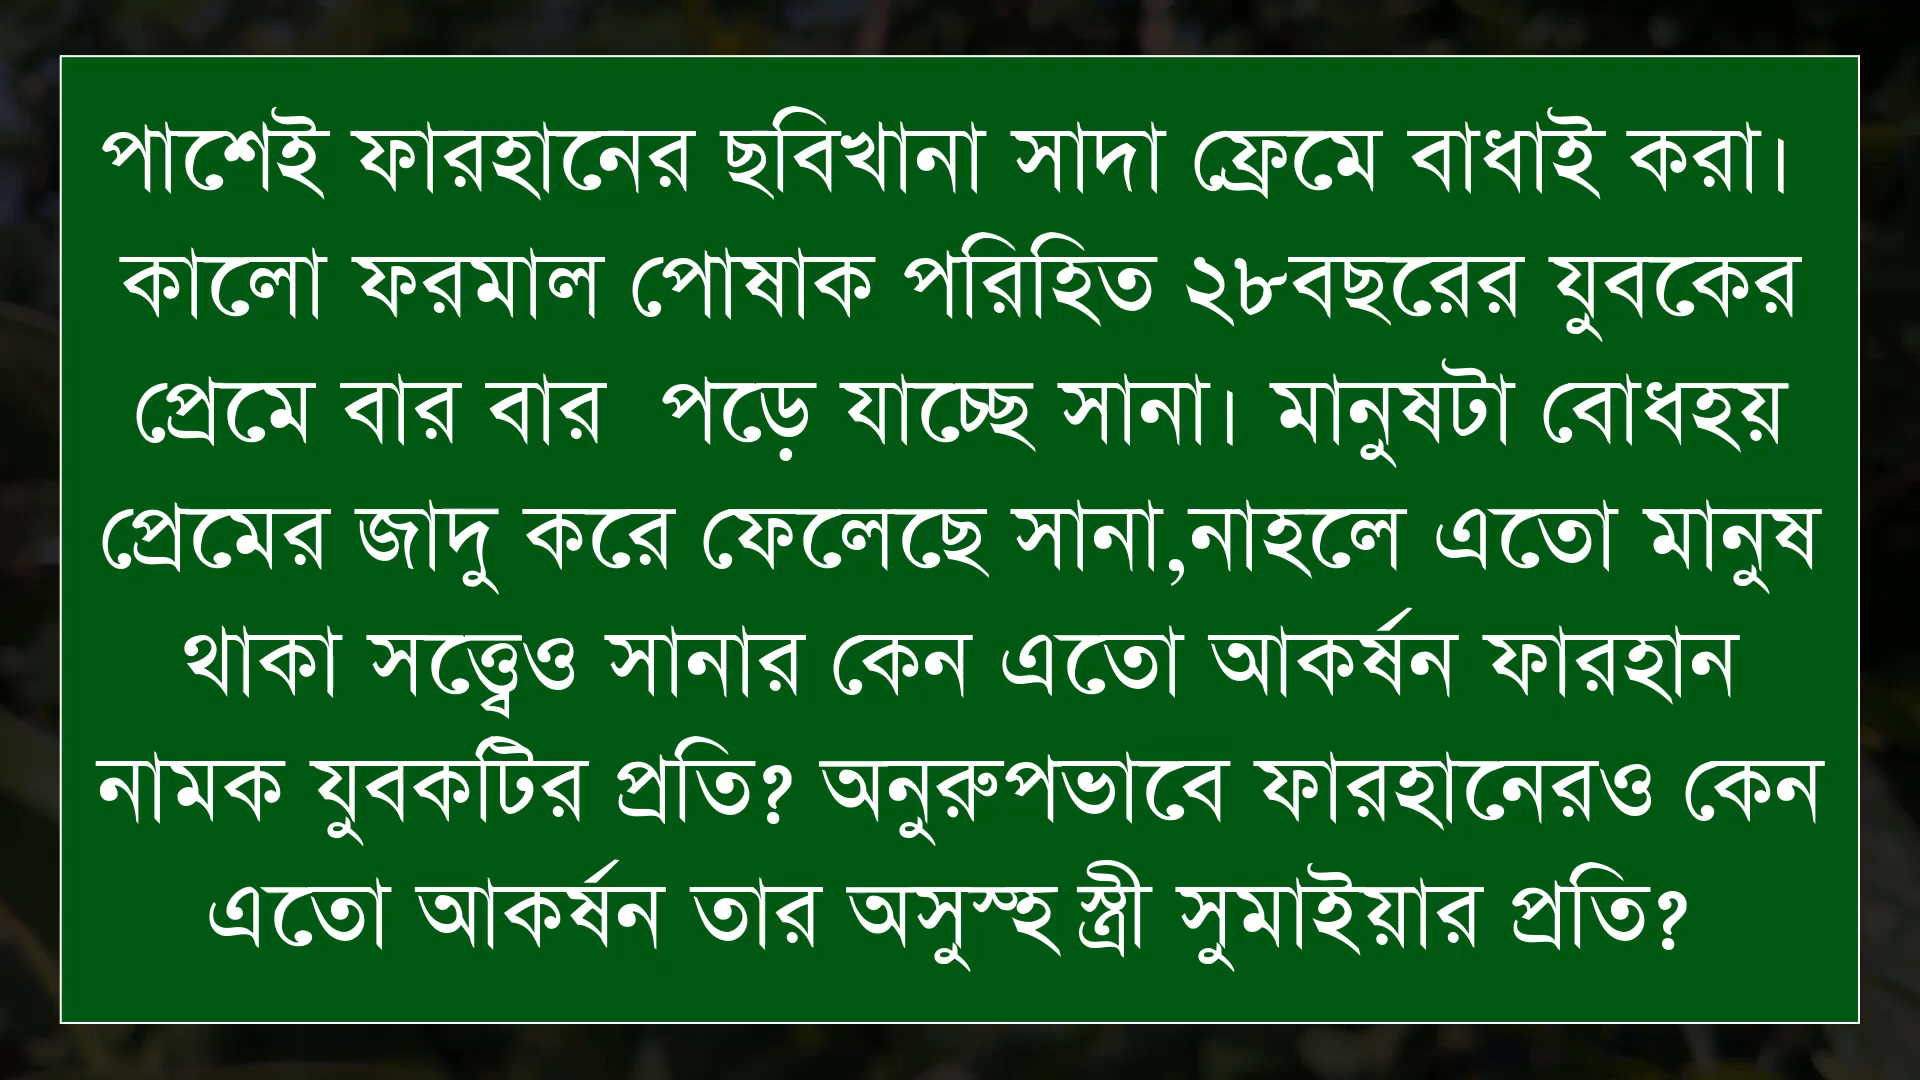 পাশেই ফারহানের ছবিখানা সাদা ফ্রেমে বাধাই করা।
কালো ফরমাল পোষাক পরিহিত ২৮বছরের যুবকের
প্রেমে বার বার  পড়ে যাচ্ছে সানা। মানুষটা বোধহয়
প্রেমের জাদু করে ফেলেছে সানা,নাহলে এতো মানুষ
থাকা সত্ত্বেও সানার কেন এতো আকর্ষন ফারহান
নামক যুবকটির প্রতি? অনুরুপভাবে ফারহানেরও কেন
এতো আকর্ষন তার অসুস্হ স্ত্রী সুমাইয়ার প্রতি?